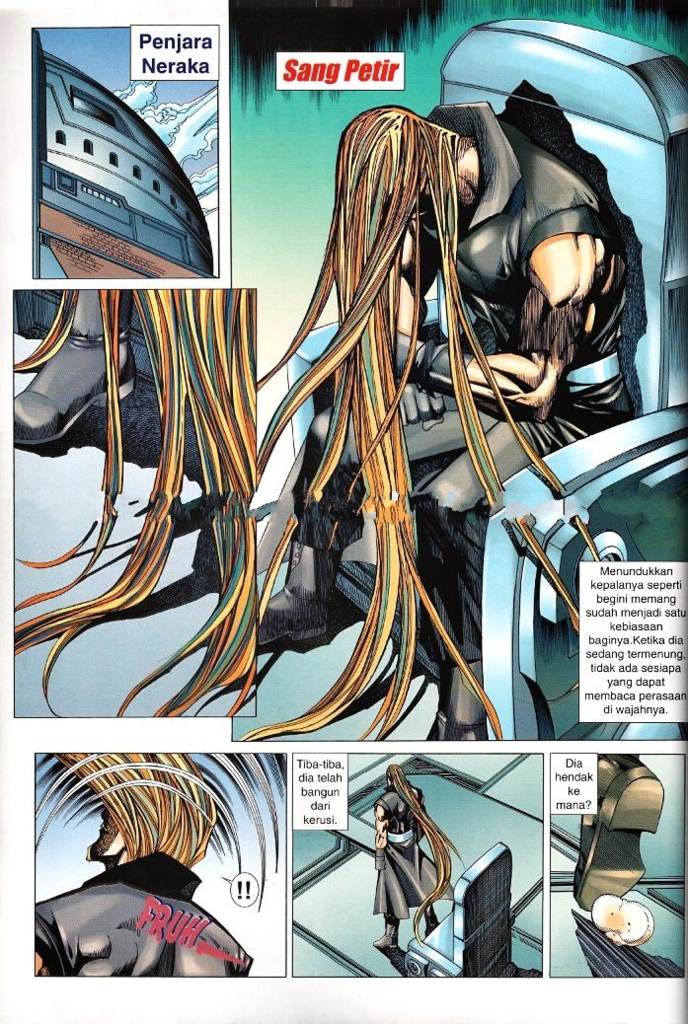 Penjara
Neraka
Sang Petir
Menundukkan
kepalanya seperti
begini memang
sudah menjadi satu
kebiasaan
baginya.Ketika dia
sedang termenung,
tidak ada sesiapa
yang dapat
membaca perasaan
di wajahnya.
!!
FRUH
Tiba-tiba,
dia telah
bangun
dari
kerusi.
Dia
hendak
ke
mana?